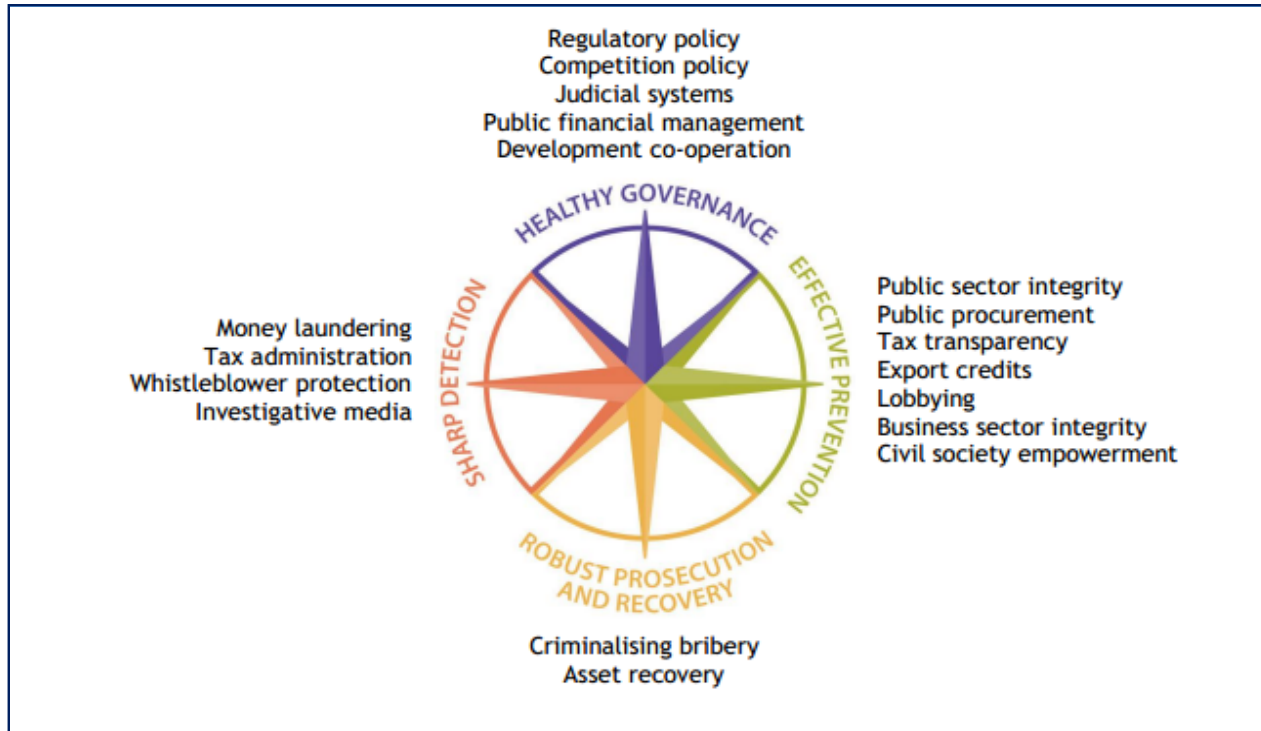 Regulatory policy
Competition policy
Judicial systems
Public financial management
Development co-operation
HEALTHY GOVERNANCE
EFFECTIVE PREVENTION
Public sector integrity
Public procurement
Tax transparency
Export credits
Lobbying
Business sector integrity
Civil society empowerment
SHARP DETECTION
Money laundering
Tax administration
Whistleblower protection
Investigative media
ROBUST PROSECUTION
AND RECOVERY
Criminalising bribery
Asset recovery